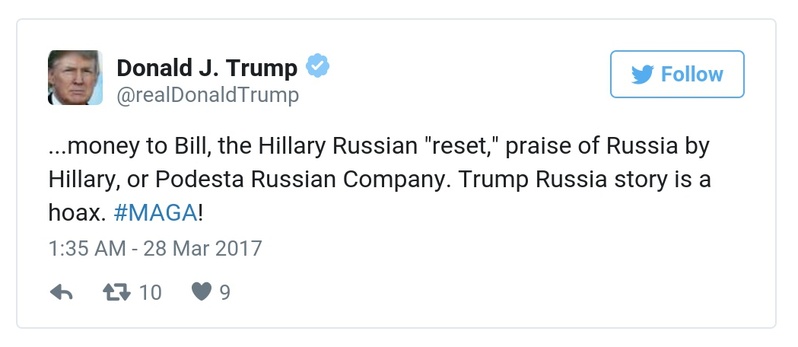 Donald J. Trump
@realDonaldTrump
Follow
...money to Bill, the Hillary Russian "reset," praise of Russia by
Hillary, or Podesta Russian Company. Trump Russia story is a
hoax. #MAGA!
1:35 AM - 28 Mar 2017
10 9